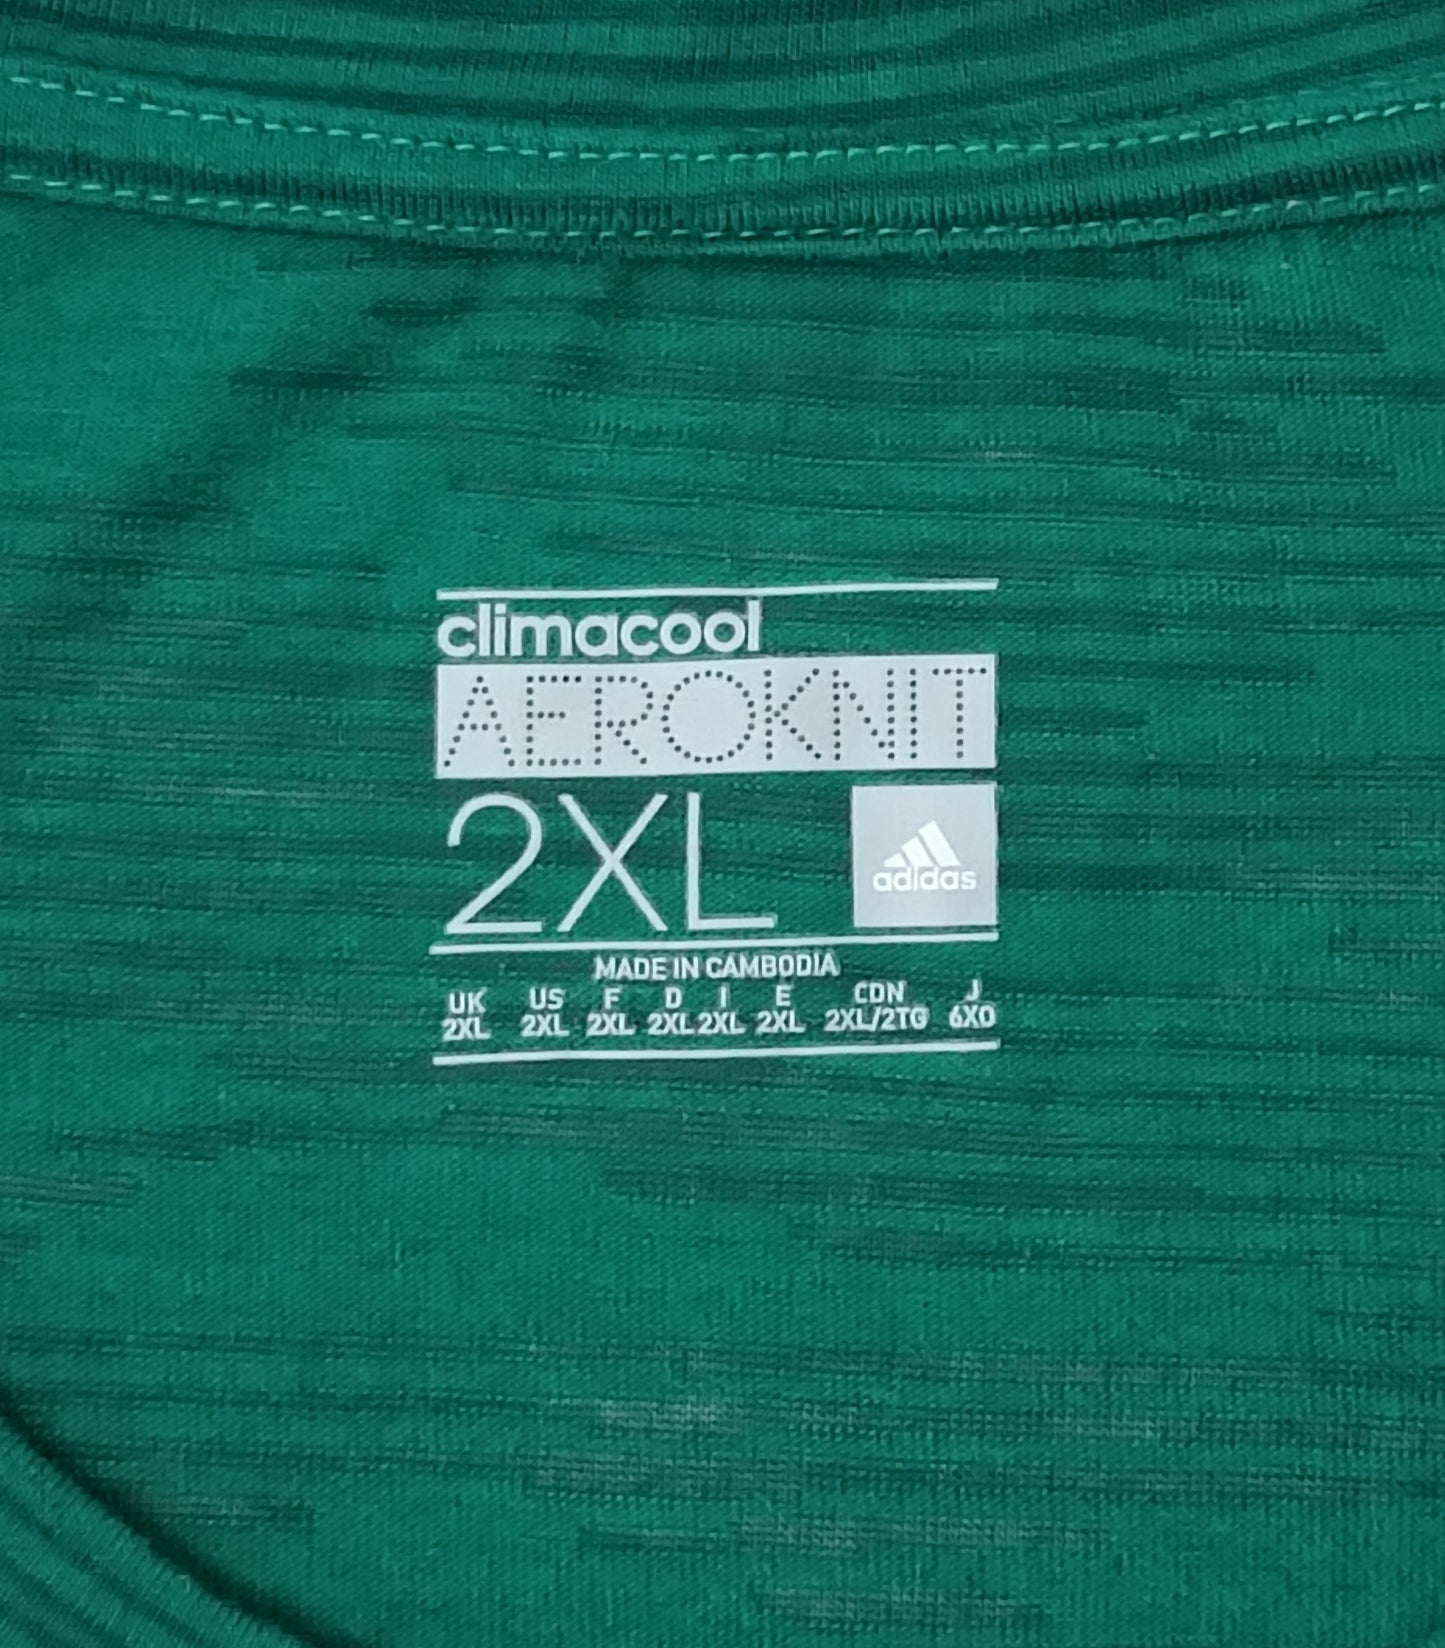 climacool
AEROKNIT
2XL
adidas
MADE IN CAMBODIA
UK US F D I E CDN J
2XL 2XL 2XL 2XL 2XL 2XL 2XL/2TG 6XO